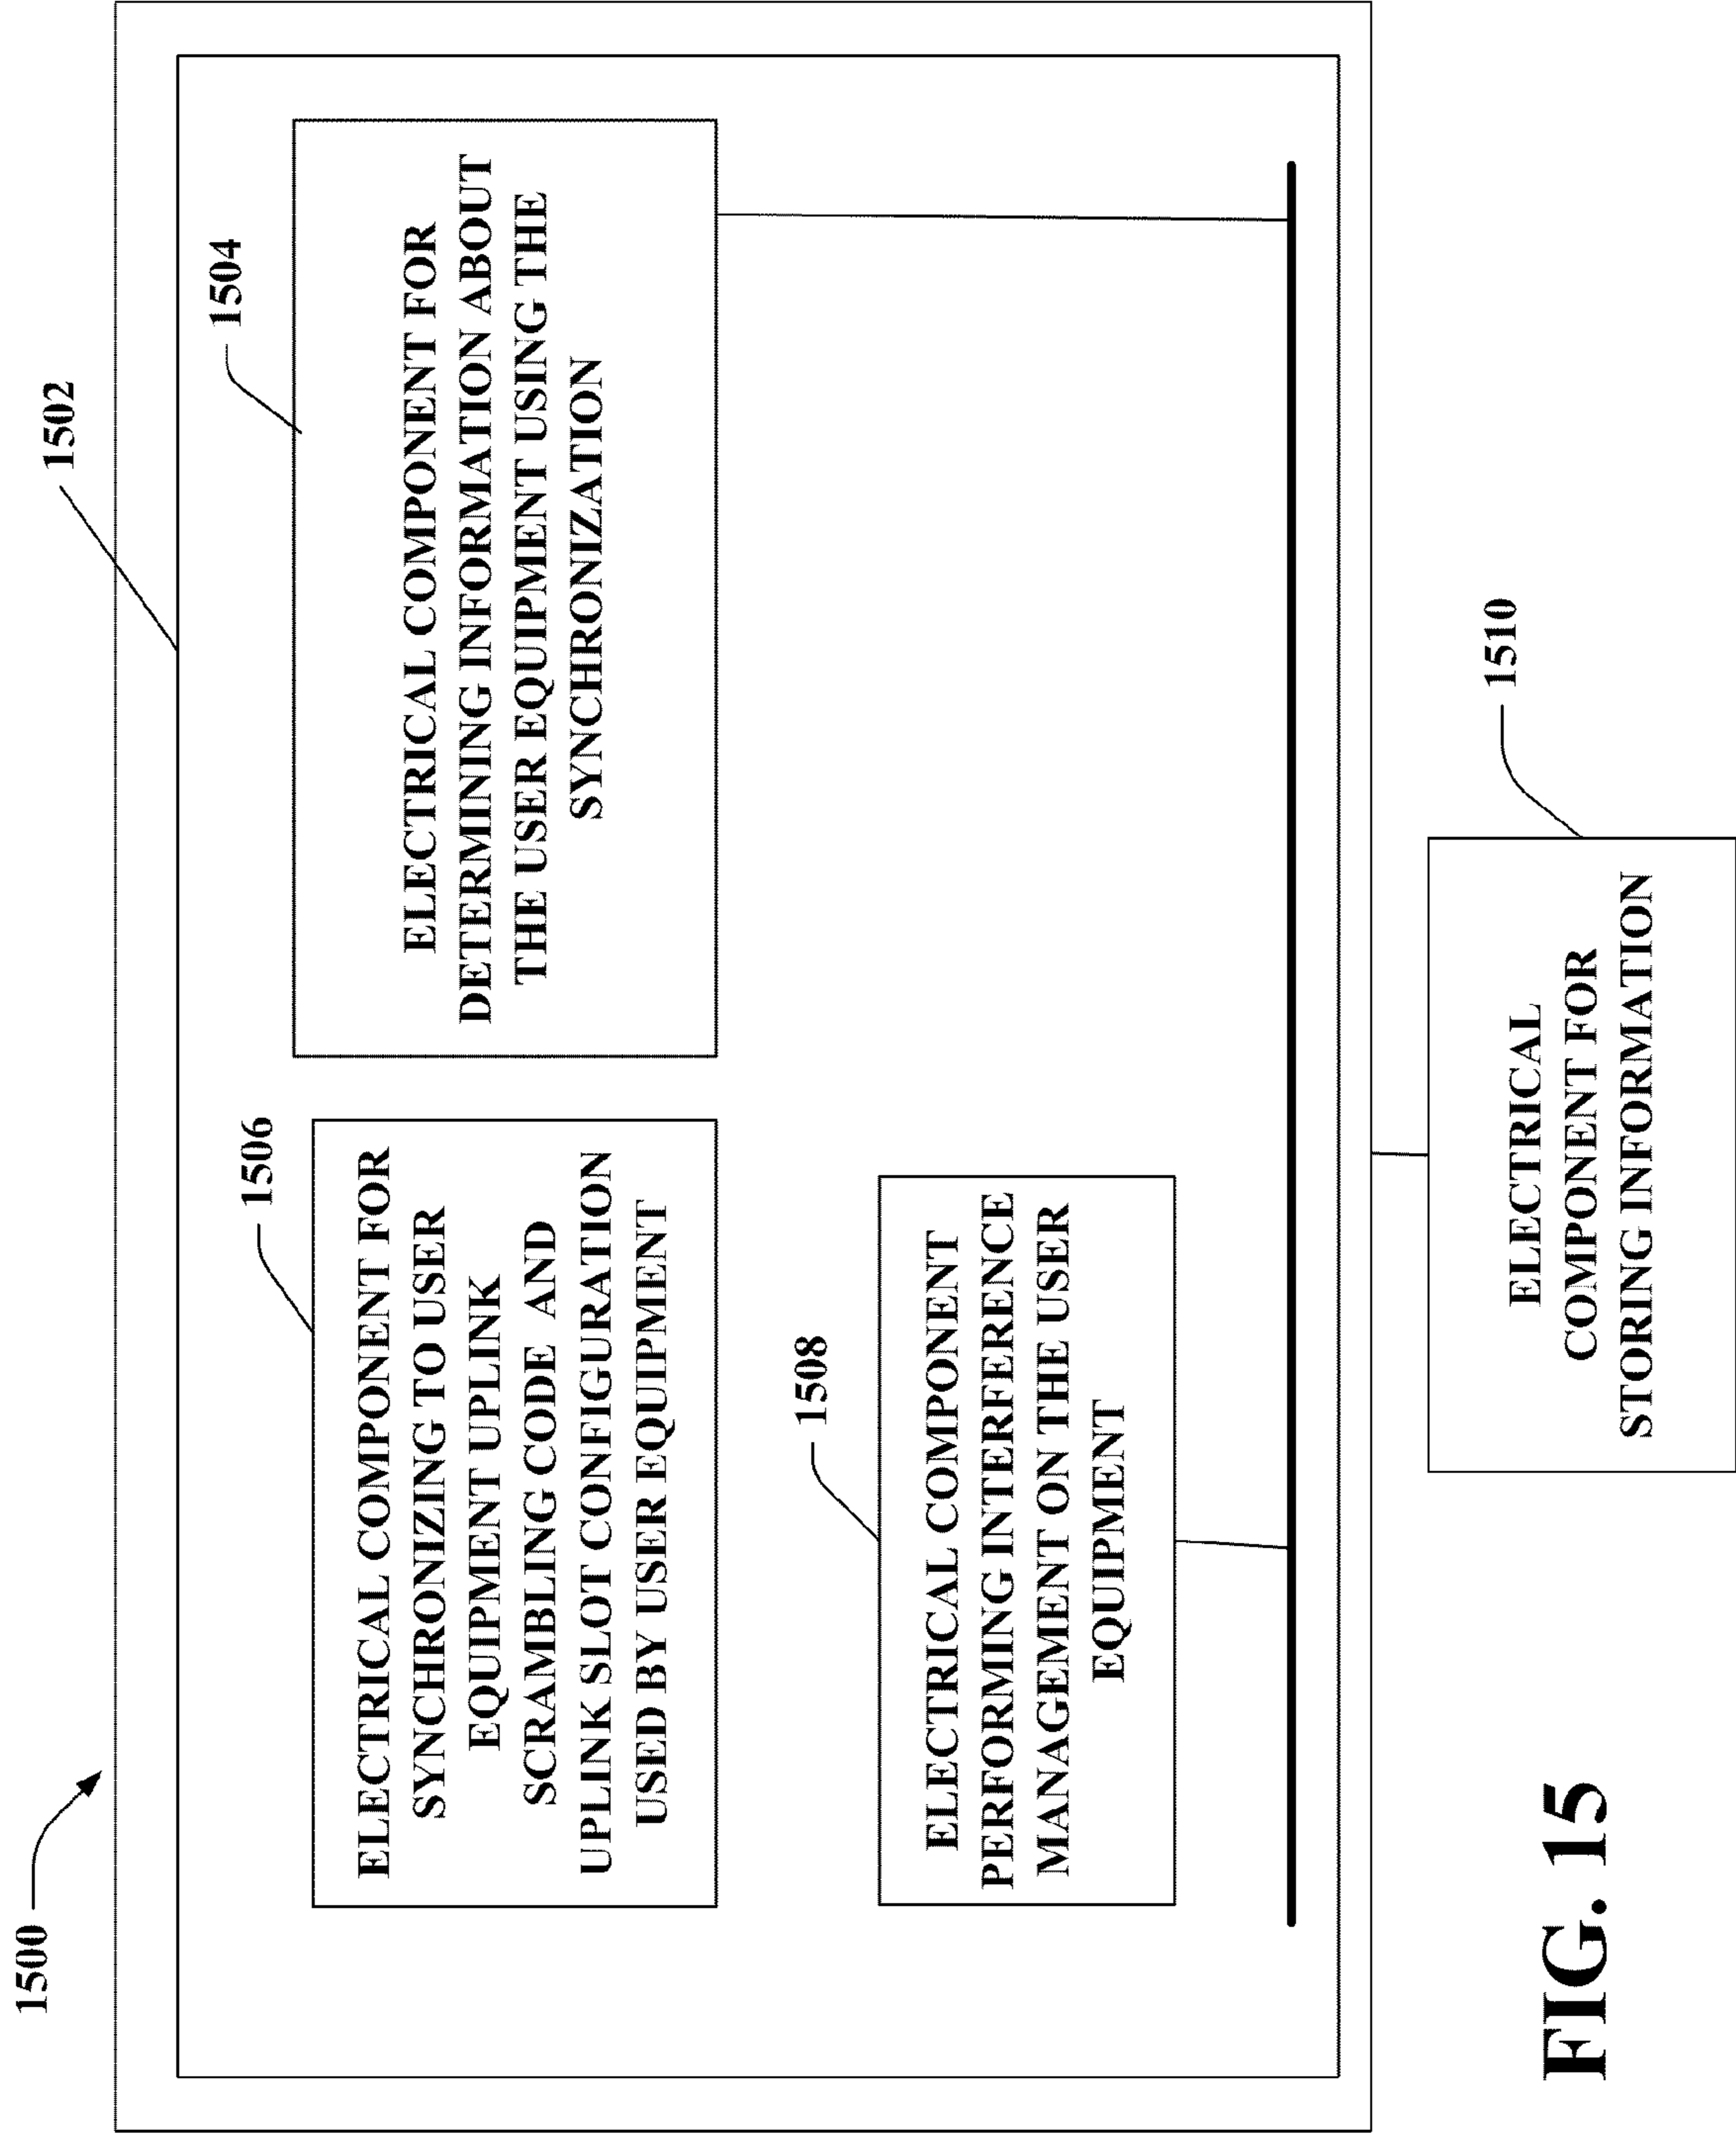 1500
1502
1506
ELECTRICAL COMPONENT FOR
SYNCHRONIZING TO USER
EQUIPMENT UPLINK
SCRAMBLING CODE AND
UPLINK SLOT CONFIGURATION
USED BY USER EQUIPMENT
1504
ELECTRICAL COMPONENT FOR
DETERMINING INFORMATION ABOUT
THE USER EQUIPMENT USING THE
SYNCHRONIZATION
1508
ELECTRICAL COMPONENT
PERFORMING INTERFERENCE
MANAGEMENT ON THE USER
EQUIPMENT
1510
ELECTRICAL
COMPONENT FOR
STORING INFORMATION
FIG. 15